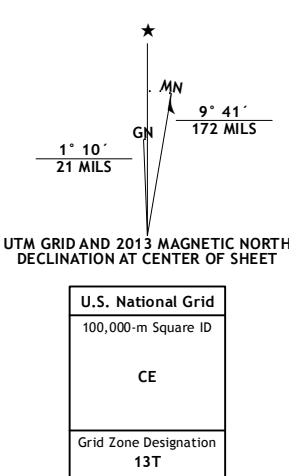 ★
MN
GN
9° 41´
172 MILS
1° 10´
21 MILS
UTM GRID AND 2013 MAGNETIC NORTH
DECLINATION AT CENTER OF SHEET
U.S. National Grid
100,000-m Square ID
CE
Grid Zone Designation
13T